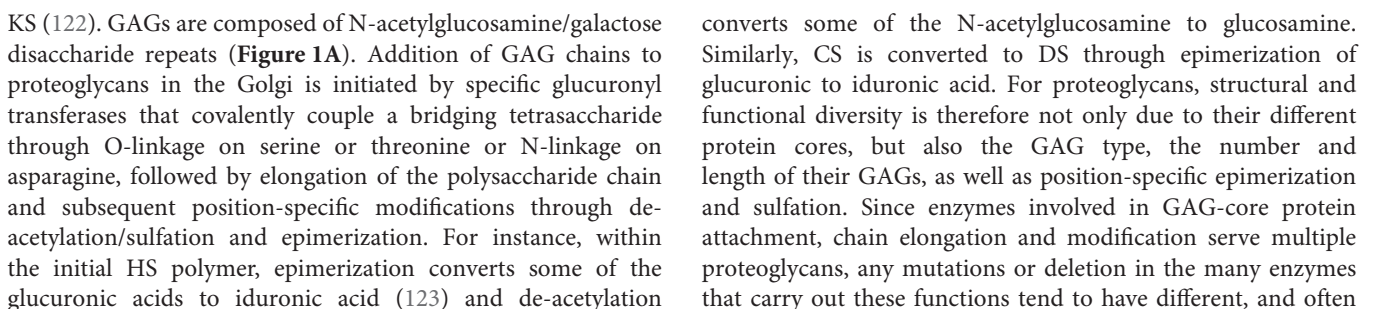 KS (122). GAGs are composed of N-acetylglucosamine/galactose
disaccharide repeats (Figure 1A). Addition of GAG chains to
proteoglycans in the Golgi is initiated by specific glucuronyl
transferases that covalently couple a bridging tetrasaccharide
through O-linkage on serine or threonine or N-linkage on
asparagine, followed by elongation of the polysaccharide chain
and subsequent position-specific modifications through de-
acetylation/sulfation and epimerization. For instance, within
the initial HS polymer, epimerization converts some of the
glucuronic acids to iduronic acid (123) and de-acetylation
converts some of the N-acetylglucosamine to glucosamine.
Similarly, CS is converted to DS through epimerization of
glucuronic to iduronic acid. For proteoglycans, structural and
functional diversity is therefore not only due to their different
protein cores, but also the GAG type, the number and
length of their GAGs, as well as position-specific epimerization
and sulfation. Since enzymes involved in GAG-core protein
attachment, chain elongation and modification serve multiple
proteoglycans, any mutations or deletion in the many enzymes
that carry out these functions tend to have different, and often